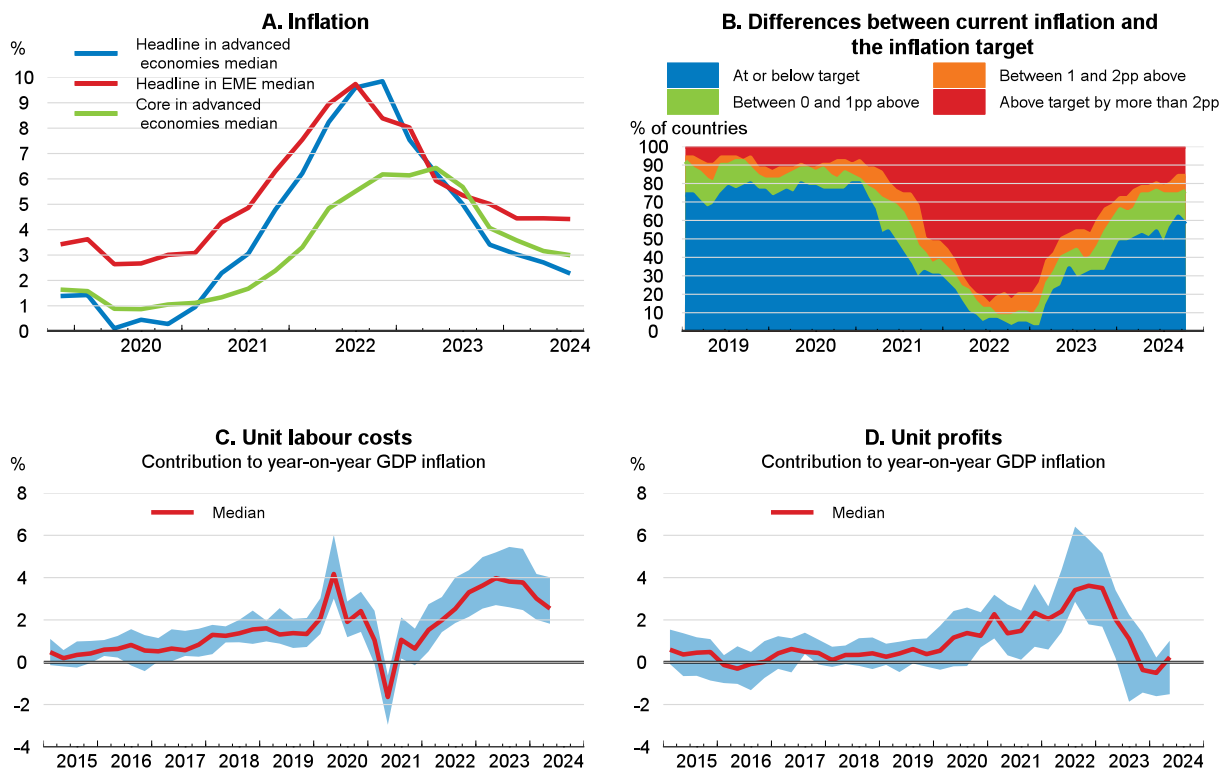 A. Inflation
%
Headline in advanced
economies median
Headline in EME median
Core in advanced
economies median
10
9
8
7
6
5
4
3
2
1
0
2020 2021 2022 2023 2024
B. Differences between current inflation and
the inflation target
At or below target
Between 1 and 2pp above
Between 0 and 1pp above
Above target by more than 2pp
% of countries
100
90
80
70
60
50
40
30
20
10
0
2019 2020 2021 2022 2023 2024
C. Unit labour costs
Contribution to year-on-year GDP inflation
%
Median
8
6
4
2
0
-2
-4
2015 2016 2017 2018 2019 2020 2021 2022 2023 2024
D. Unit profits
Contribution to year-on-year GDP inflation
%
Median
8
6
4
2
0
-2
-4
2015 2016 2017 2018 2019 2020 2021 2022 2023 2024